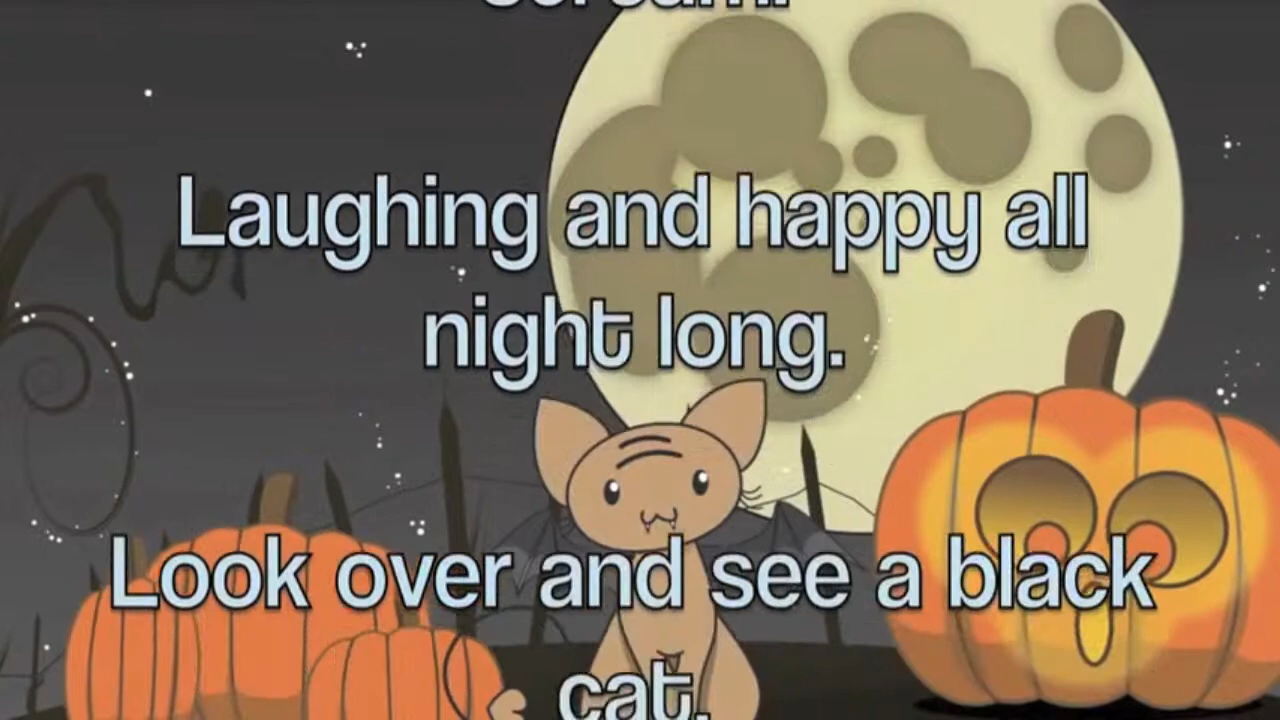 Laughing and happy all
night long.
Look over and see a black
cat.